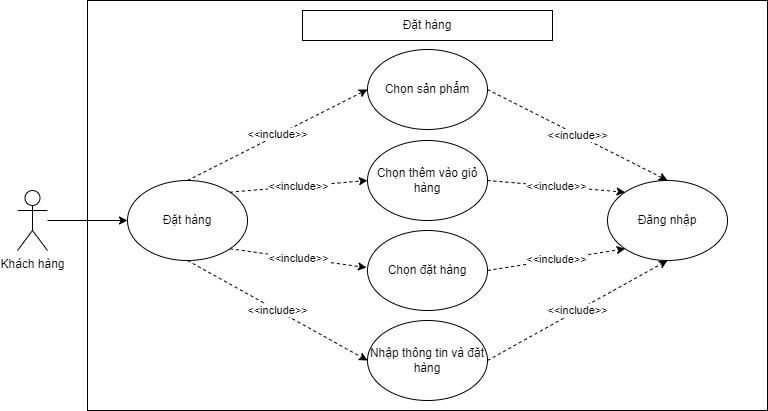 Đặt hàng
Chọn sản phẩm
<<include>>
<<include>>
Chọn thêm vào giỏ
hàng
<<include>>
<<include>>
Đặt hàng
Đăng nhập
Khách hàng
<<include>>
<<include>>
Chọn đặt hàng
<<include>>
<<include>>
Nhập thông tin và đặt
hàng